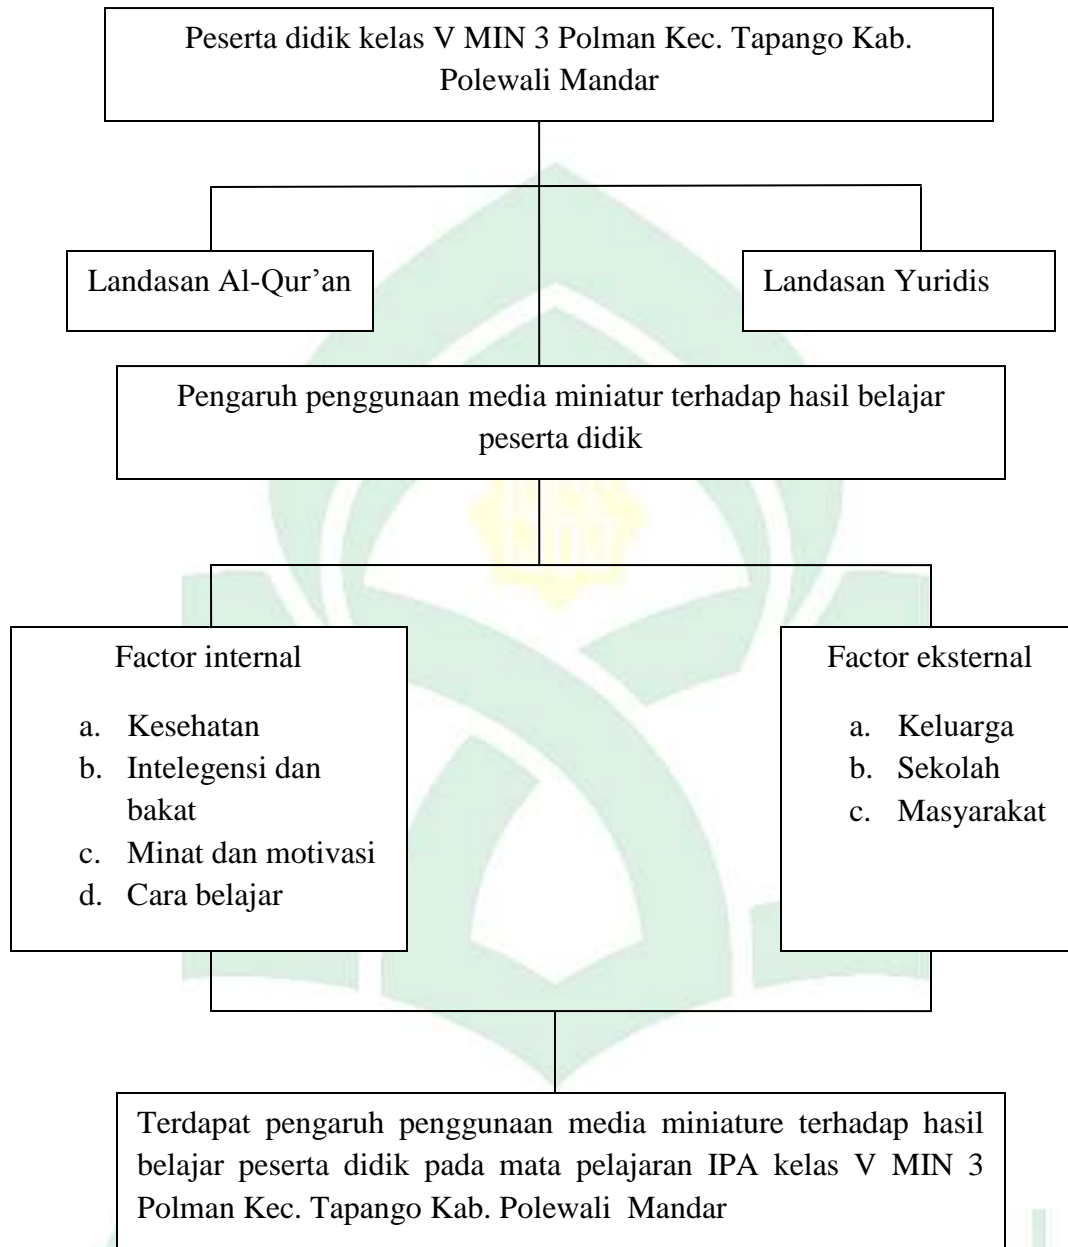 Peserta didik kelas V MIN 3 Polman Kec. Tapango Kab.
Polewali Mandar
Landasan Al-Qur’an
Landasan Yuridis
Pengaruh penggunaan media miniatur terhadap hasil belajar
peserta didik
Factor internal
a. Kesehatan
b. Intelegensi dan
bakat
c. Minat dan motivasi
d. Cara belajar
Factor eksternal
a. Keluarga
b. Sekolah
c. Masyarakat
Terdapat pengaruh penggunaan media miniature terhadap hasil
belajar peserta didik pada mata pelajaran IPA kelas V MIN 3
Polman Kec. Tapango Kab. Polewali Mandar